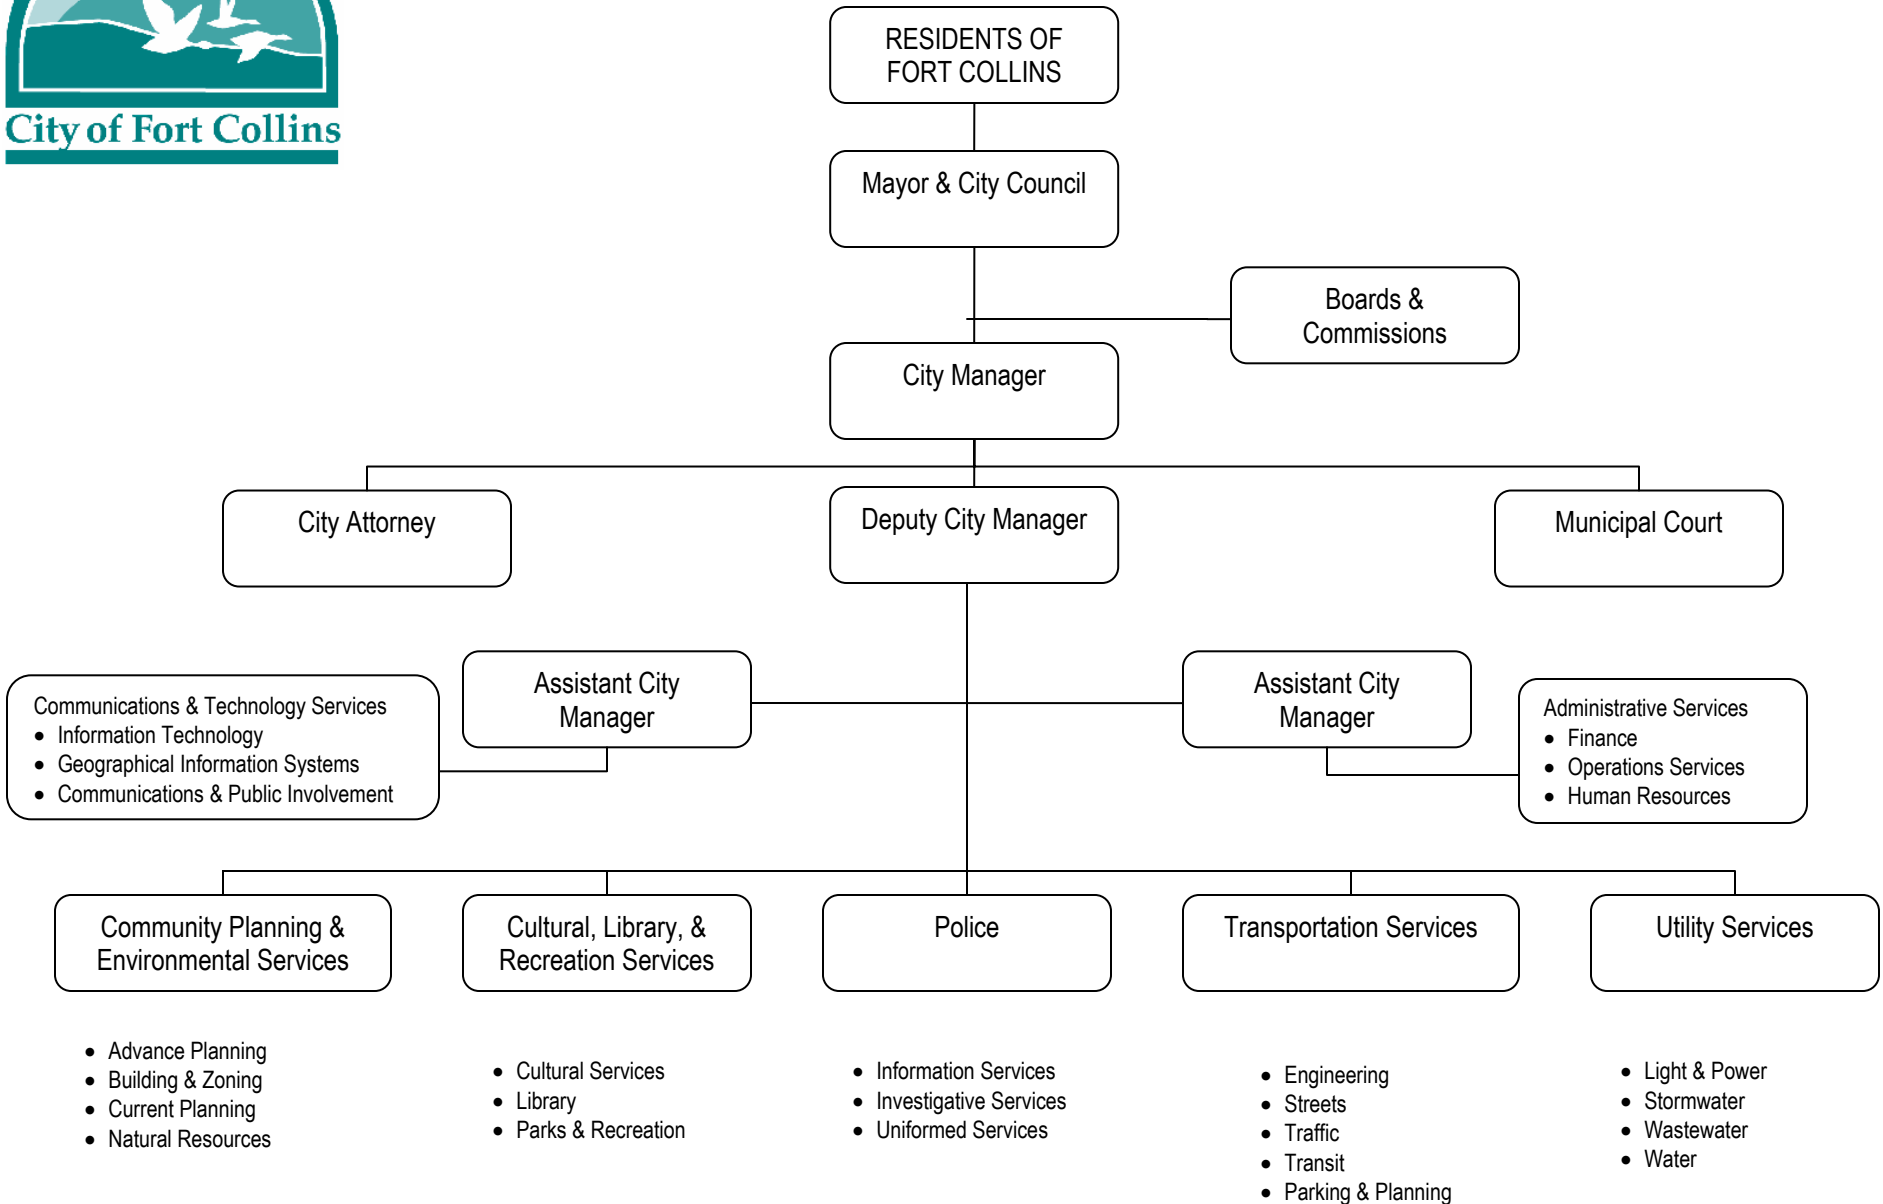 City of Fort Collins
RESIDENTS OF
FORT COLLINS
Mayor & City Council
Boards &
Commissions
City Manager
City Attorney
Deputy City Manager
Municipal Court
Communications & Technology Services
• Information Technology
• Geographical Information Systems
• Communications & Public Involvement
Assistant City
Manager
Assistant City
Manager
Administrative Services
• Finance
• Operations Services
• Human Resources
Community Planning &
Environmental Services
Cultural, Library, &
Recreation Services
Police
Transportation Services
Utility Services
• Advance Planning
• Building & Zoning
• Current Planning
• Natural Resources
• Cultural Services
• Library
• Parks & Recreation
• Information Services
• Investigative Services
• Uniformed Services
• Engineering
• Streets
• Traffic
• Transit
• Parking & Planning
• Light & Power
• Stormwater
• Wastewater
• Water